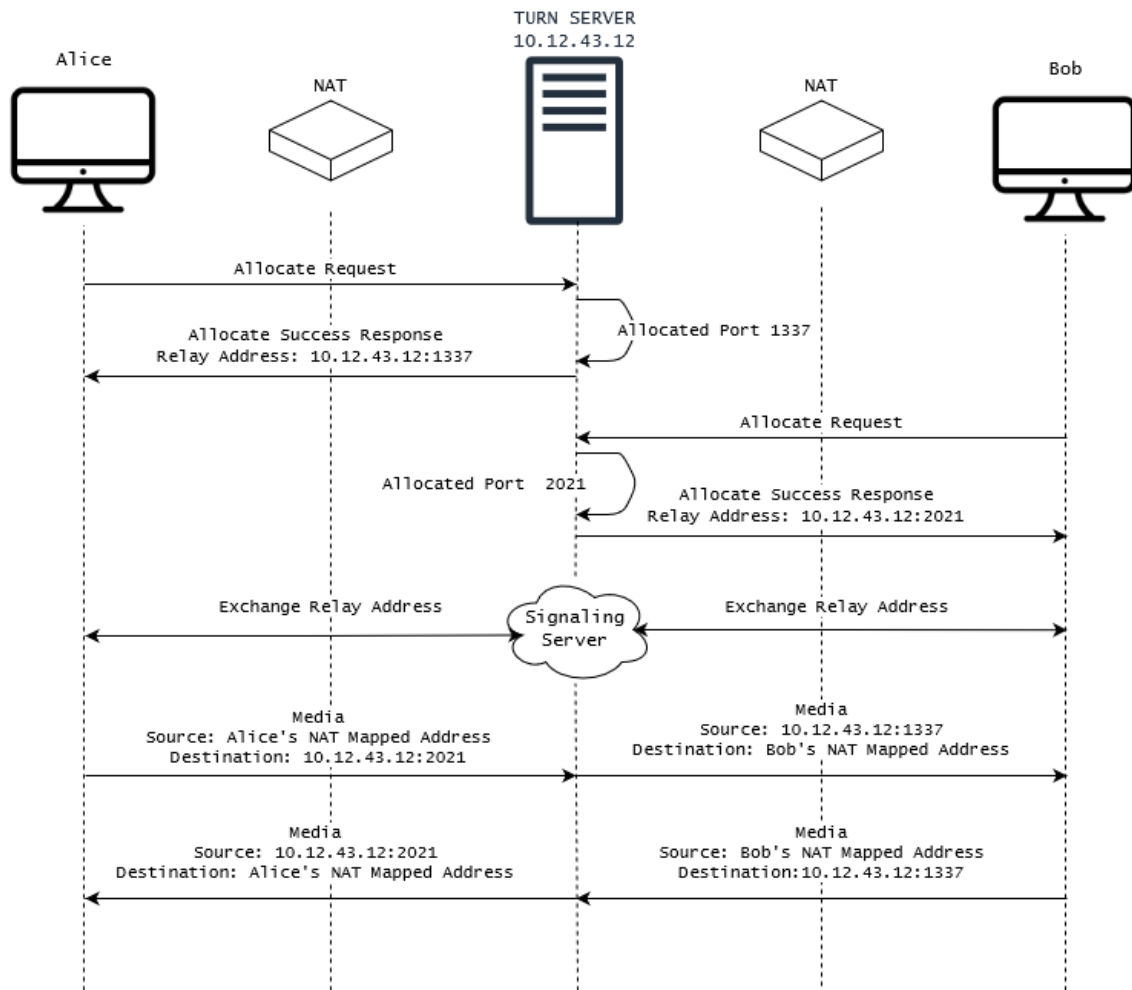 TURN SERVER
10.12.43.12
Alice
NAT
NAT
Bob
Allocate Request
Allocated Port 1337
Allocate Success Response
Relay Address: 10.12.43.12:1337
Allocate Request
Allocated Port 2021
Allocate Success Response
Relay Address: 10.12.43.12:2021
Exchange Relay Address
Signaling
Server
Exchange Relay Address
Media
Source: Alice's NAT Mapped Address
Destination: 10.12.43.12:2021
Media
Source: 10.12.43.12:1337
Destination: Bob's NAT Mapped Address
Media
Source: 10.12.43.12:2021
Destination: Alice's NAT Mapped Address
Media
Source: Bob's NAT Mapped Address
Destination:10.12.43.12:1337